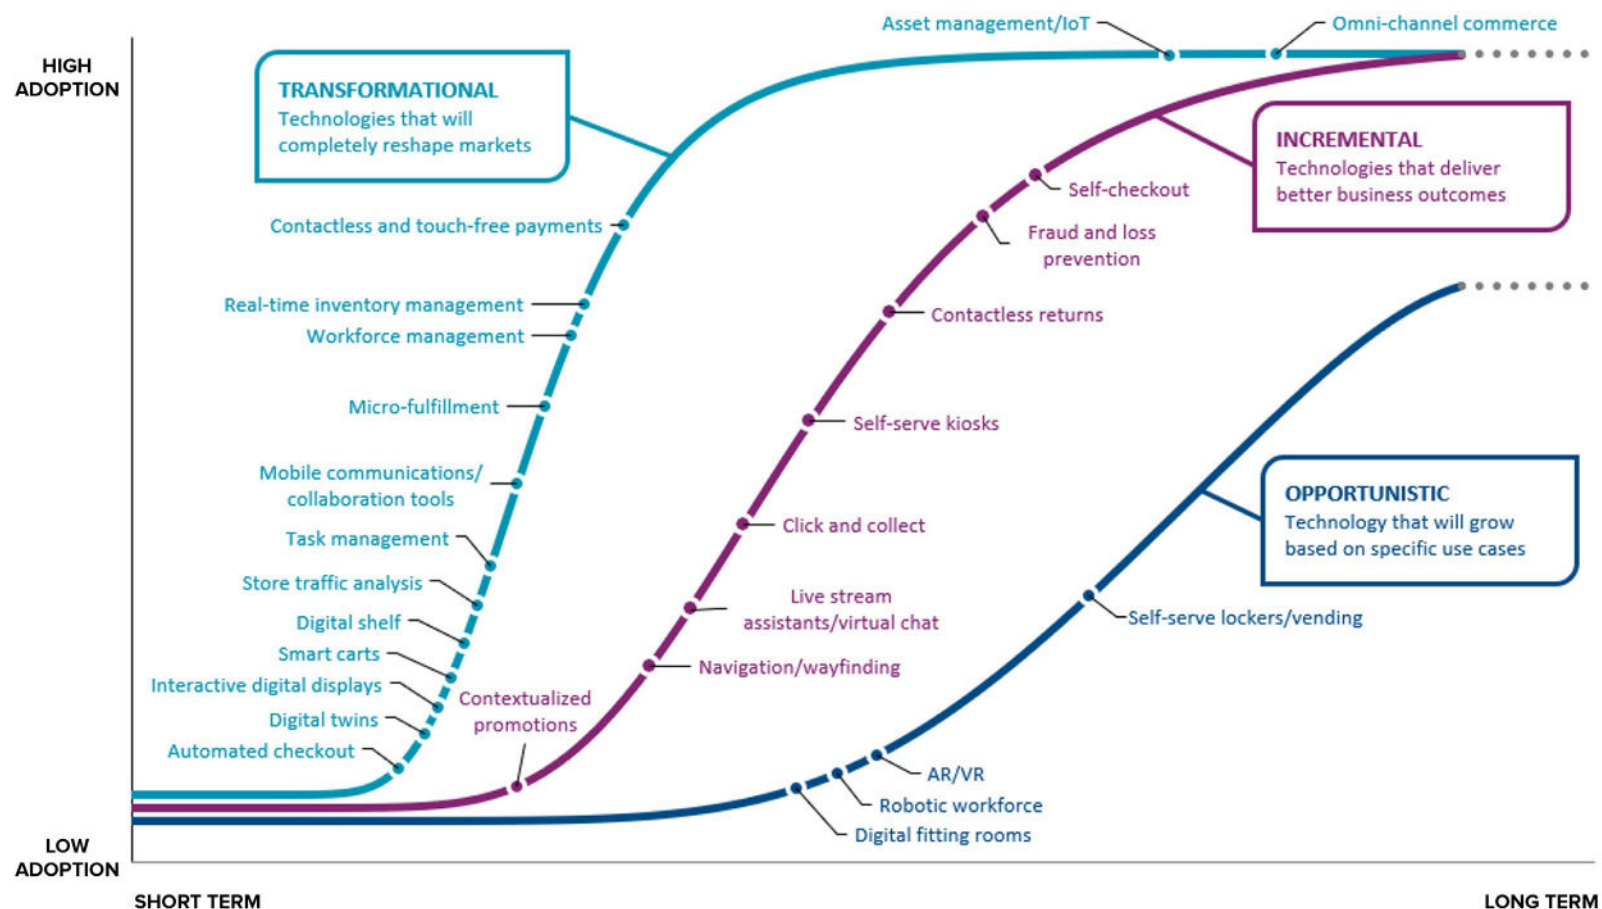 Asset management/IoT
Omni-channel commerce
HIGH
ADOPTION
TRANSFORMATIONAL
Technologies that will
completely reshape markets
INCREMENTAL
Technologies that deliver
better business outcomes
Self-checkout
Contactless and touch-free payments
Fraud and loss
prevention
Real-time inventory management
Contactless returns
Workforce management
Micro-fulfillment
Self-serve kiosks
Mobile communications/
collaboration tools
OPPORTUNISTIC
Technology that will grow
based on specific use cases
Click and collect
Task management
Store traffic analysis
Live stream
assistants/virtual chat
Digital shelf
Self-serve lockers/vending
Smart carts
Navigation/wayfinding
Interactive digital displays
Contextualized
promotions
Digital twins
Automated checkout
AR/VR
Robotic workforce
Digital fitting rooms
LOW
ADOPTION
SHORT TERM
LONG TERM